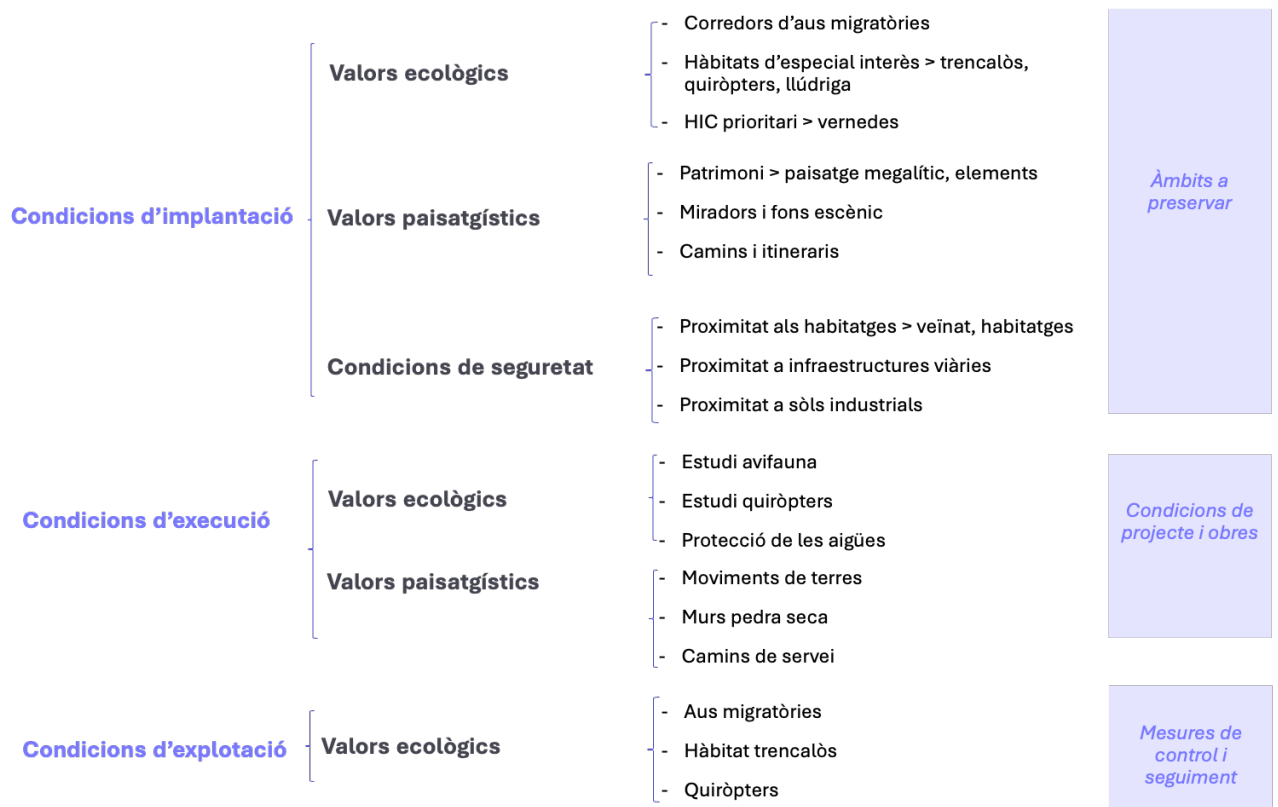 Condicions d’implantació
Valors ecològics
- Corredors d’aus migratòries
- Hàbitats d’especial interès > trencalòs,
quiròpters, llúdriga
- HIC prioritari > vernedes
Valors paisatgístics
- Patrimoni > paisatge megalític, elements
- Miradors i fons escènic
- Camins i itineraris
Condicions de seguretat
- Proximitat als habitatges > veïnat, habitatges
- Proximitat a infraestructures viàries
- Proximitat a sòls industrials
Àmbits a
preservar
Condicions d’execució
Valors ecològics
- Estudi avifauna
- Estudi quiròpters
- Protecció de les aigües
Valors paisatgístics
- Moviments de terres
- Murs pedra seca
- Camins de servei
Condicions de
projecte i obres
Condicions d’explotació
Valors ecològics
- Aus migratòries
- Hàbitat trencalòs
- Quiròpters
Mesures de
control i
seguiment